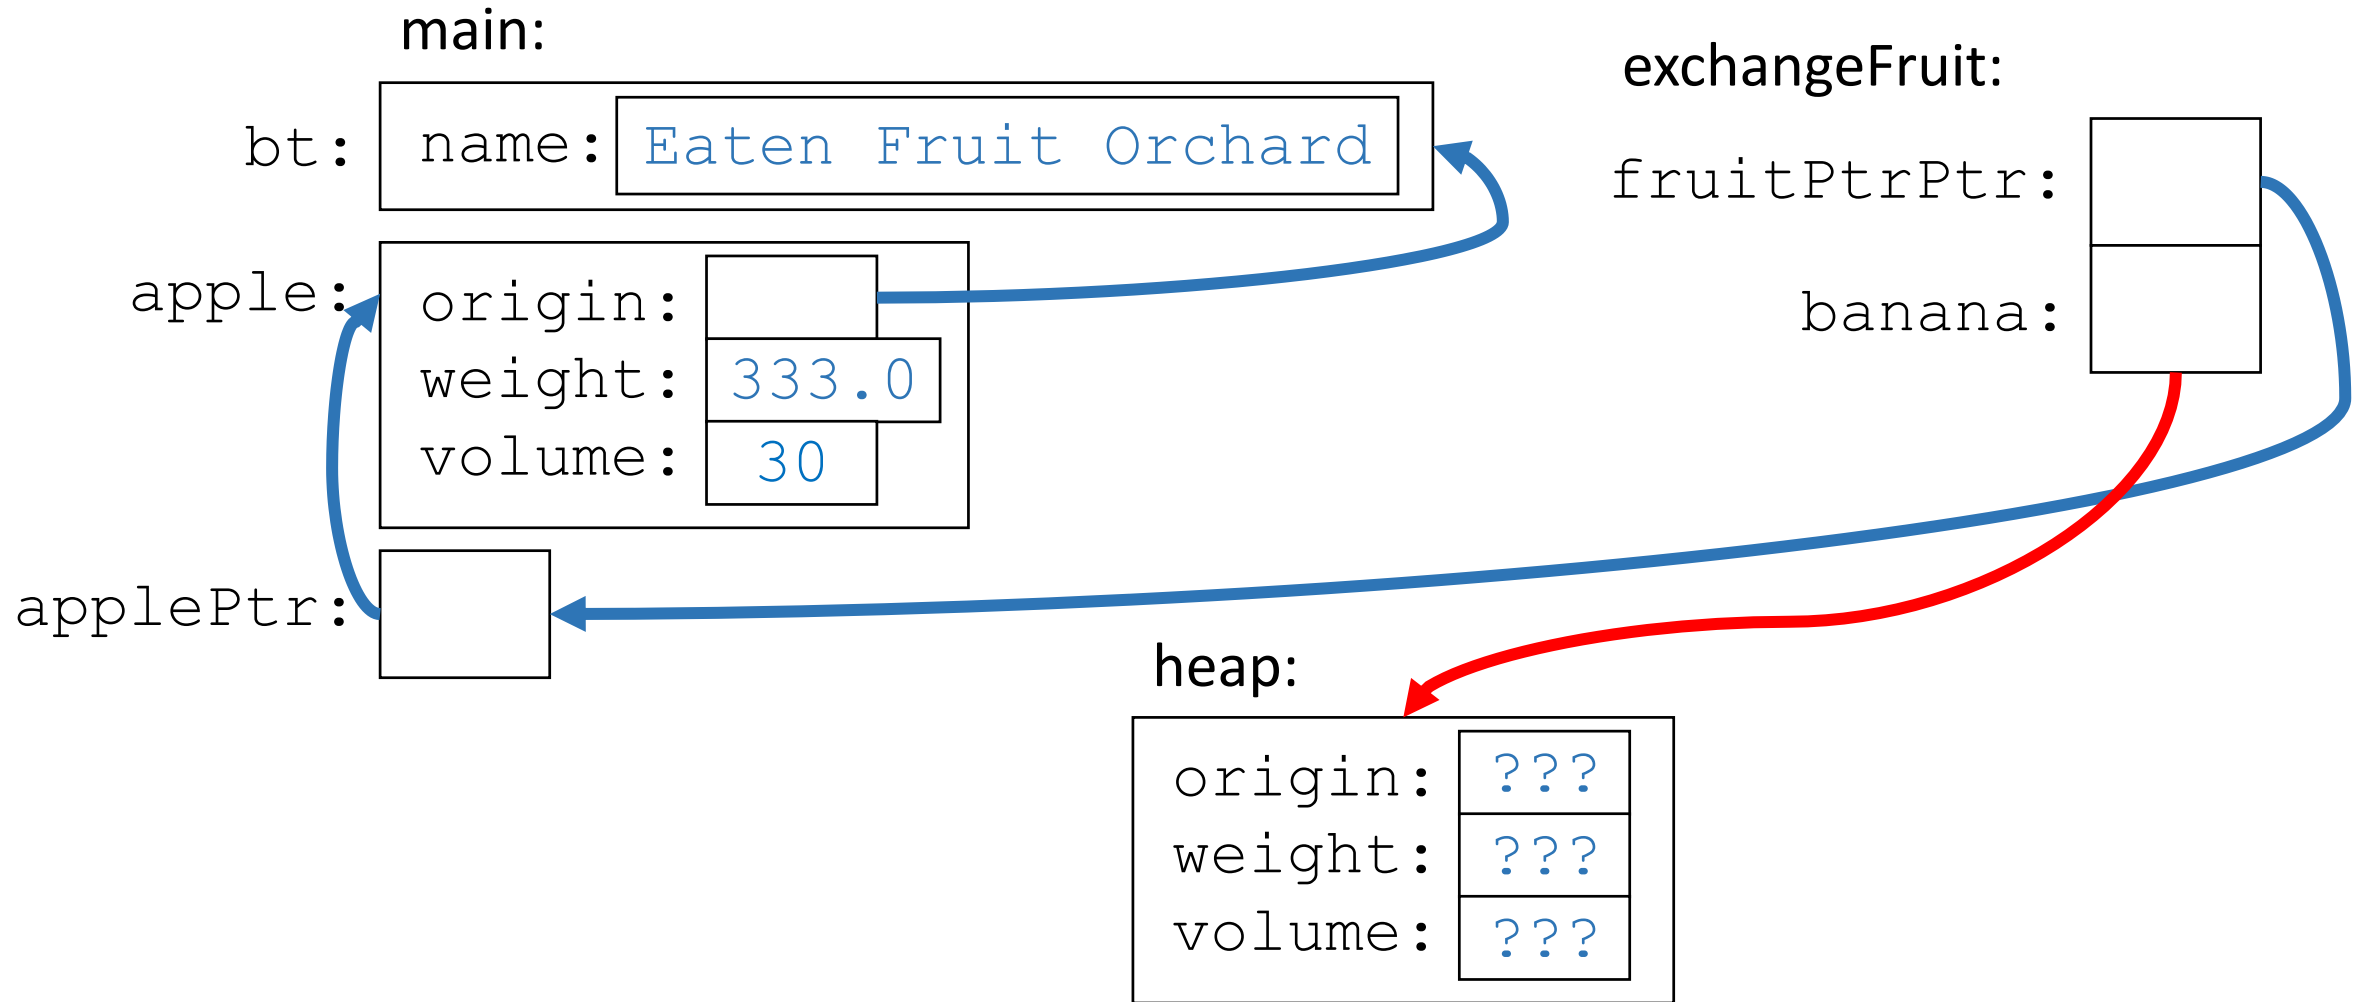 main:
bt: name: Eaten Fruit Orchard
apple: origin:
weight: 333.0
volume: 30
applePtr:
exchangeFruit:
fruitPtrPtr:
banana:
heap:
origin: ???
weight: ???
volume: ???